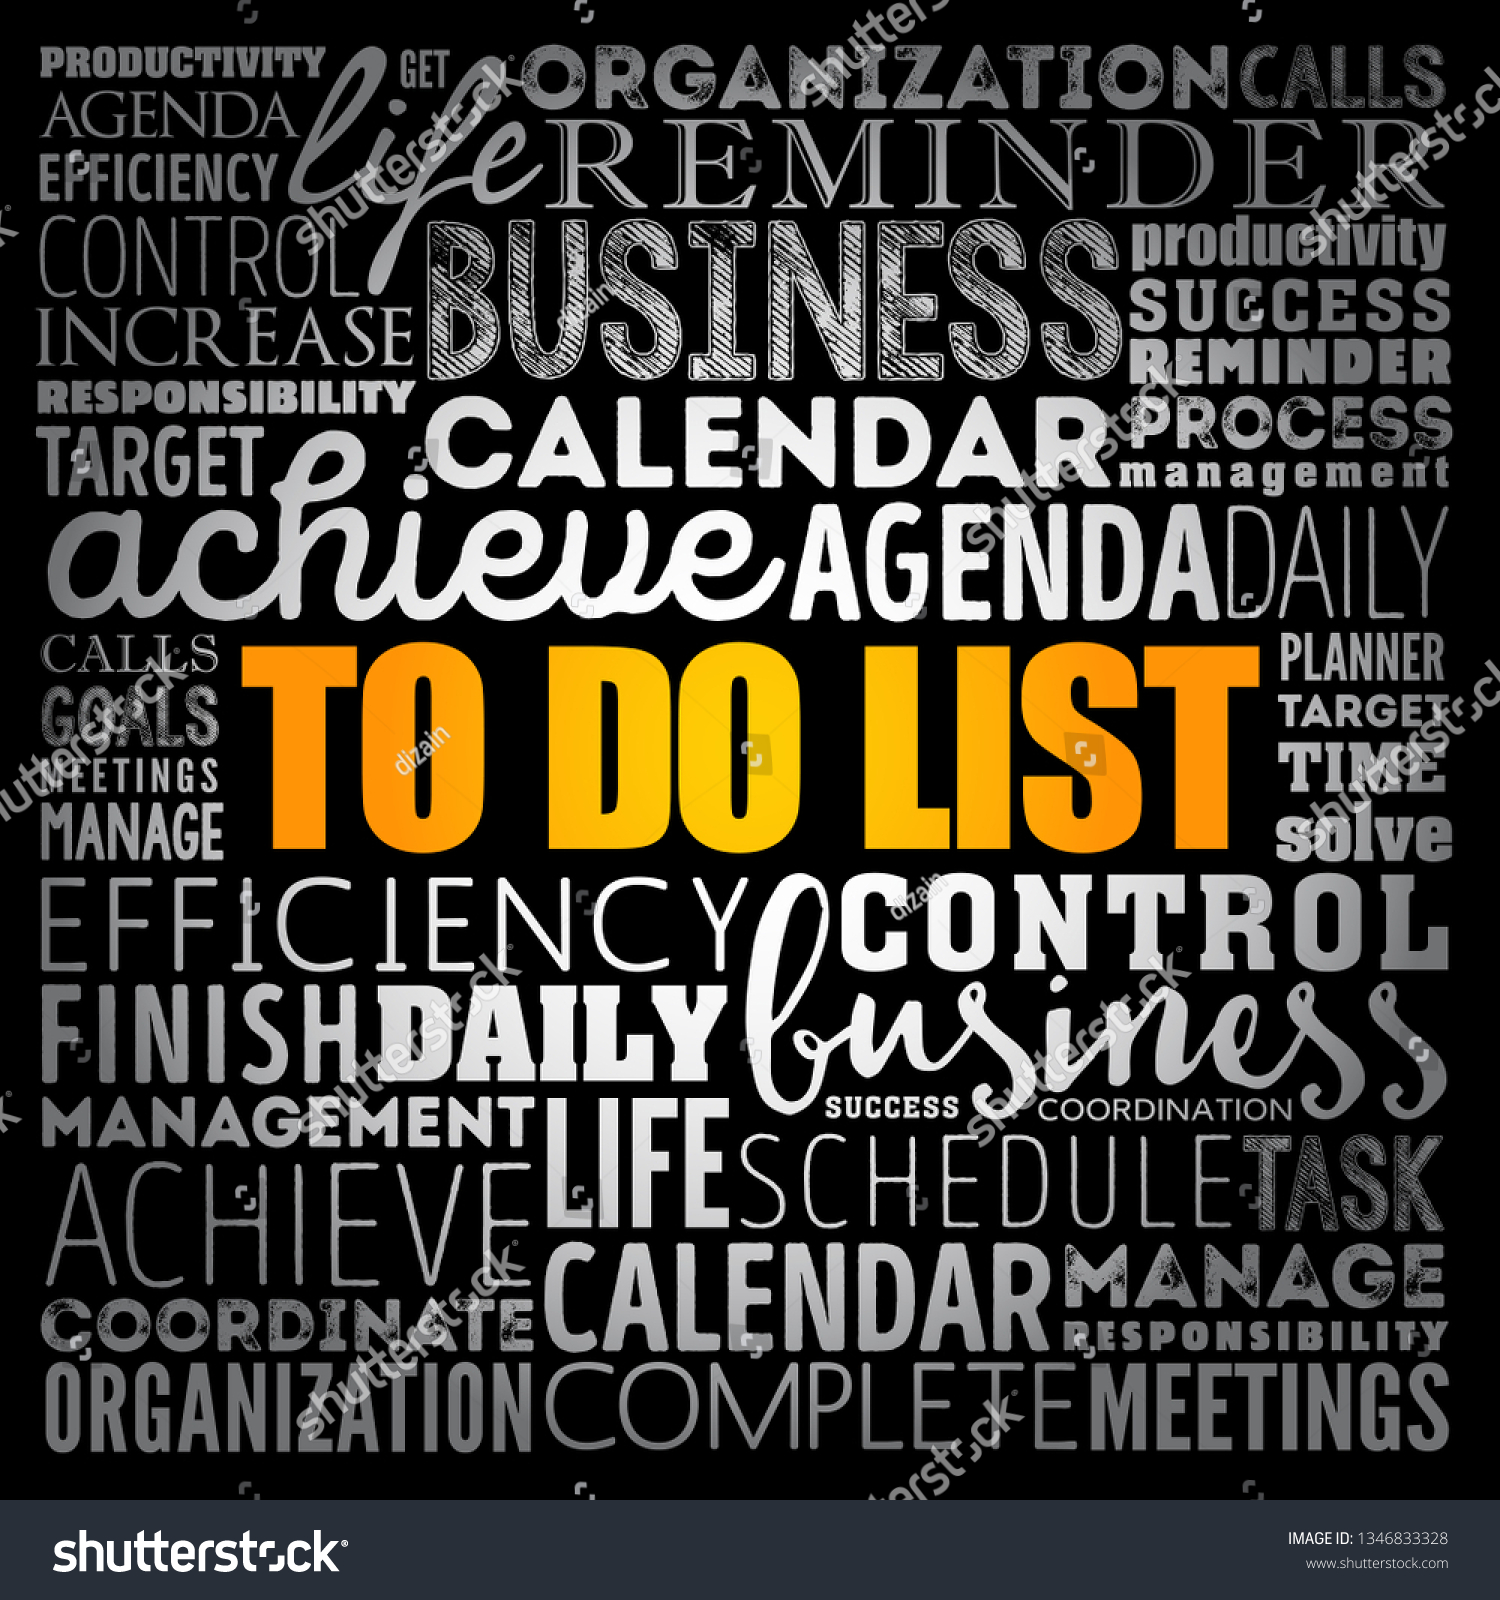 PRODUCTIVITY life GET ORGANIZATION CALLS
AGENDA REMINDER
EFFICIENCY
CONTROL BUSINESS productivity
INCREASE SUCCESS
REMINDER
RESPONSIBILITY CALENDAR PROCESS
TARGET management
achieve AGENDA DAILY
CALLS TO DO LIST PLANNER
GOALS TARGET
MEETINGS TIME
MANAGE solve
EFFICIENCY business CONTROL
FINISH DAILY
MANAGEMENT LIFE SUCCESS COORDINATION
ACHIEVE SCHEDULE TASK
CALENDAR MANAGE
COORDINATE RESPONSIBILITY
ORGANIZATION COMPLETE MEETINGS
shutterstock
dizain
shutterstock
IMAGE ID: 1346833328
www.shutterstock.com